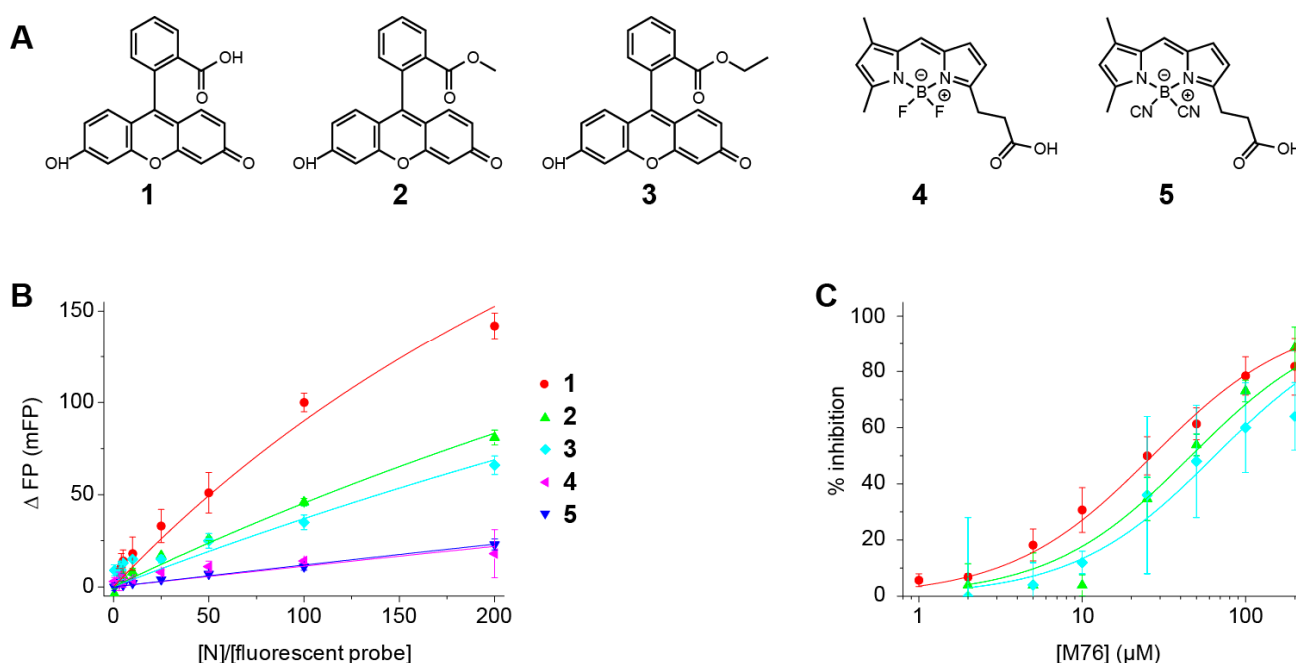 A
OH
O
OH
O
O
1
O
O
OH
O
O
2
O
O
OH
O
O
3
N
B
⊖
N
⊕
F
F
O
OH
4
N
B
⊖
N
⊕
CN
CN
O
OH
5
B
Δ FP (mFP)
150
100
50
0
0
50
100
150
200
[N]/[fluorescent probe]
1
2
3
4
5
C
% inhibition
100
80
60
40
20
0
1
10
100
[M76] (µM)